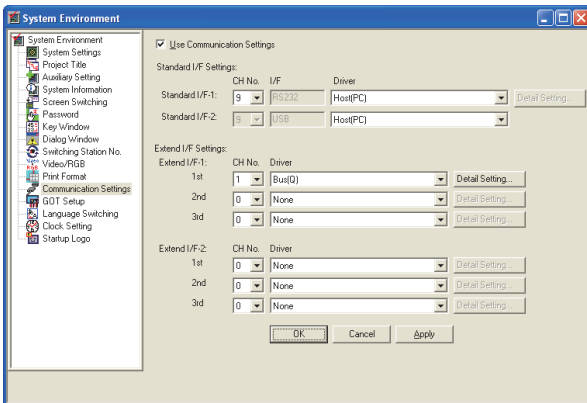 System Environment
System Environment
System Settings
Project Title
Auxiliary Setting
System Information
Screen Switching
Password
Key Window
Dialog Window
Switching Station No.
Video/RGB
Print Format
Communication Settings
GOT Setup
Language Switching
Clock Setting
Startup Logo
Use Communication Settings
Standard I/F Settings:
CH No. I/F Driver
Standard I/F-1: 9 RS232 Host(PC) Detail Setting...
Standard I/F-2: 9 USB Host(PC)
Extend I/F Settings:
Extend I/F-1: CH No. Driver
1st 1 Bus(Q) Detail Setting...
2nd 0 None Detail Setting...
3rd 0 None Detail Setting...
Extend I/F-2: CH No. Driver
1st 0 None Detail Setting...
2nd 0 None Detail Setting...
3rd 0 None Detail Setting...
OK Cancel Apply